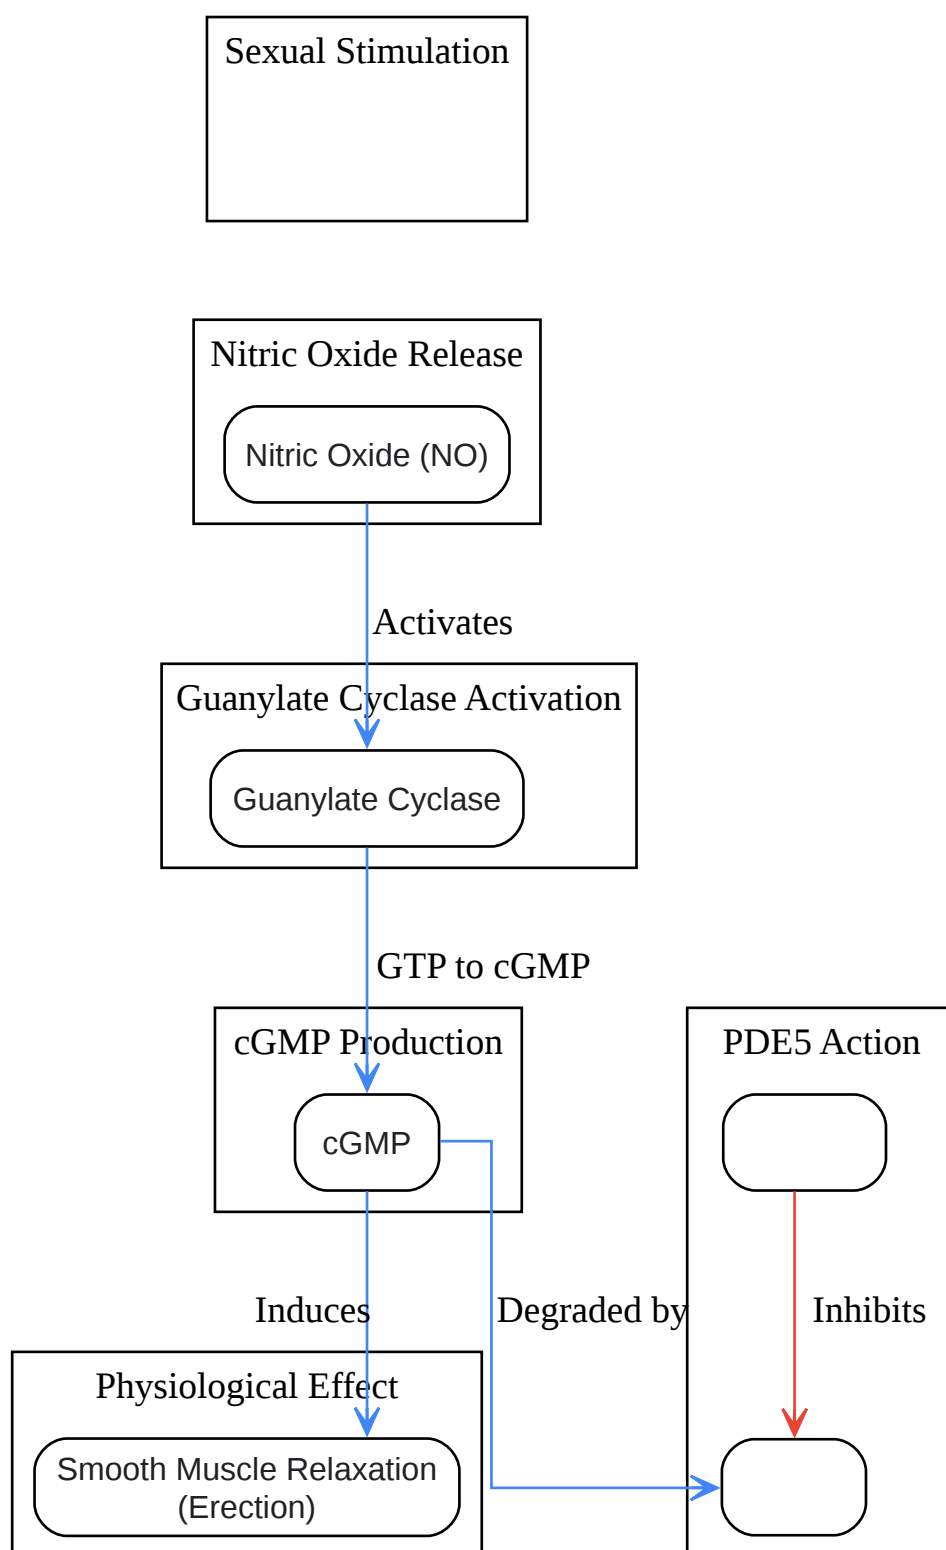 Sexual Stimulation
Nitric Oxide Release
Nitric Oxide (NO)
Activates
Guanylate Cyclase Activation
Guanylate Cyclase
GTP to cGMP
cGMP Production
cGMP
PDE5 Action
Induces
Degraded by
Inhibits
Physiological Effect
Smooth Muscle Relaxation
(Erection)